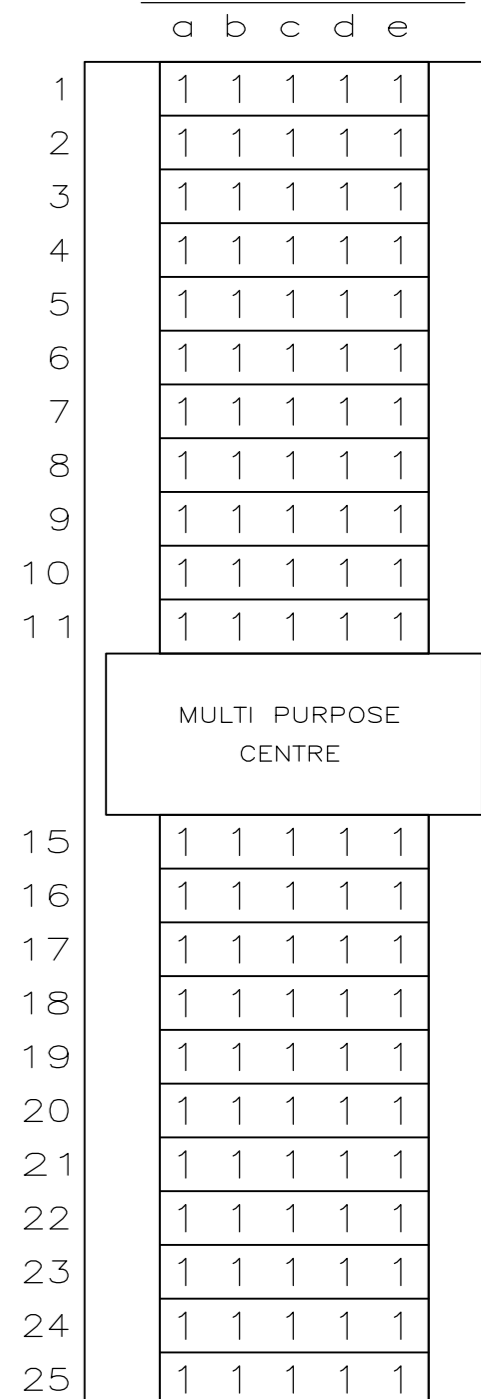 a b c d e
1 1 1 1 1 1
2 1 1 1 1 1
3 1 1 1 1 1
4 1 1 1 1 1
5 1 1 1 1 1
6 1 1 1 1 1
7 1 1 1 1 1
8 1 1 1 1 1
9 1 1 1 1 1
10 1 1 1 1 1
11 1 1 1 1 1
MULTI PURPOSE
CENTRE
15 1 1 1 1 1
16 1 1 1 1 1
17 1 1 1 1 1
18 1 1 1 1 1
19 1 1 1 1 1
20 1 1 1 1 1
21 1 1 1 1 1
22 1 1 1 1 1
23 1 1 1 1 1
24 1 1 1 1 1
25 1 1 1 1 1